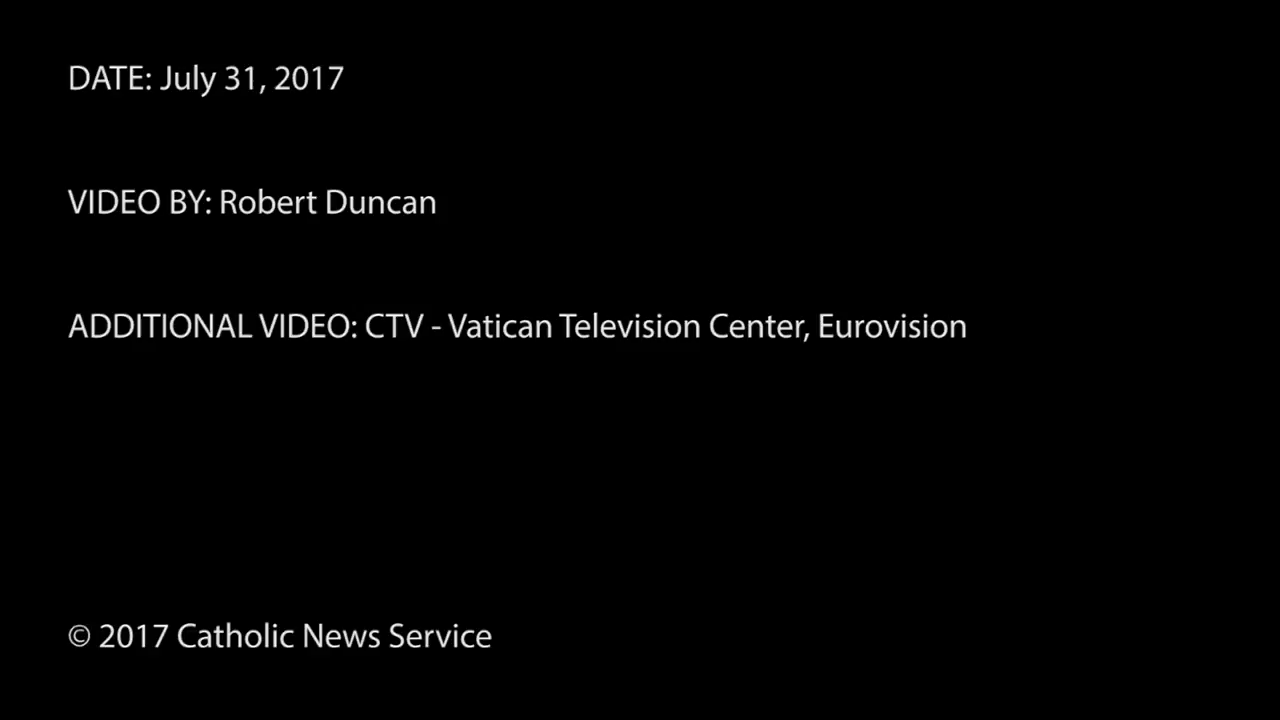 DATE: July 31, 2017
VIDEO BY: Robert Duncan
ADDITIONAL VIDEO: CTV - Vatican Television Center, Eurovision
© 2017 Catholic News Service